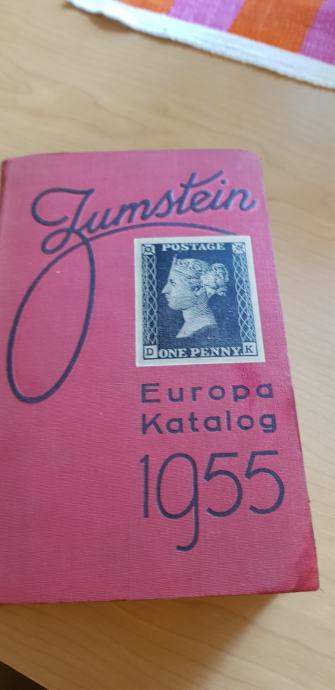 Zumstein
POSTAGE
D ONE PENNY. K
Europa
Katalog
1955